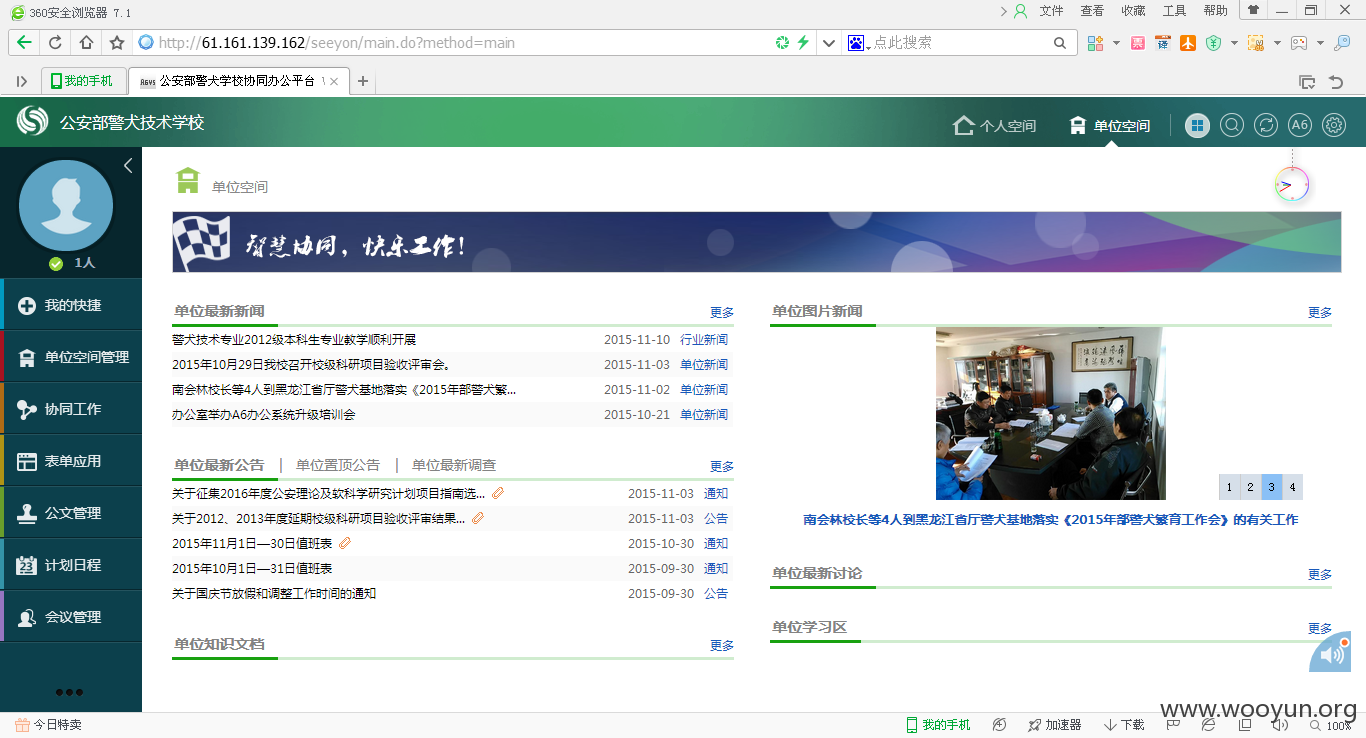 360安全浏览器 7.1
文件 查看 收藏 工具 帮助
http://61.161.139.162/seeyon/main.do?method=main
点此搜索
我的手机
A6V5 公安部警犬学校协同办公平台 V
公安部警犬技术学校
个人空间 单位空间 A6
1人
我的快捷
单位空间管理
协同工作
表单应用
公文管理
23 计划日程
会议管理
单位空间
智慧协同，快乐工作！
单位最新新闻 更多
警犬技术专业2012级本科生专业教学顺利开展 2015-11-10 行业新闻
2015年10月29日我校召开校级科研项目验收评审会。 2015-11-03 单位新闻
南会林校长等4人到黑龙江省厅警犬基地落实《2015年部警犬繁... 2015-11-02 单位新闻
办公室举办A6办公系统升级培训会 2015-10-21 单位新闻
单位最新公告 | 单位置顶公告 | 单位最新调查 更多
关于征集2016年度公安理论及软科学研究计划项目指南选... 2015-11-03 通知
关于2012、2013年度延期校级科研项目验收评审结果... 2015-11-03 公告
2015年11月1日—30日值班表 2015-10-30 通知
2015年10月1日—31日值班表 2015-09-30 通知
关于国庆节放假和调整工作时间的通知 2015-09-30 公告
单位知识文档 更多
单位图片新闻 更多
1 2 3 4
南会林校长等4人到黑龙江省厅警犬基地落实《2015年部警犬繁育工作会》的有关工作
单位最新讨论 更多
单位学习区 更多
今日特卖
我的手机 加速器 下载 100%
www.wooyun.org